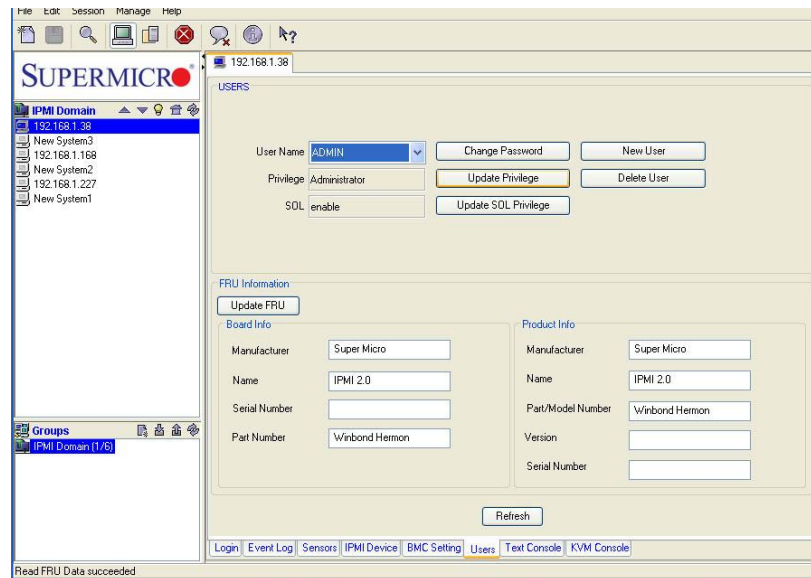 File Edit Session Manage Help
SUPERMICRO
192.168.1.38
IPMI Domain
192.168.1.38
New System3
192.168.1.168
New System2
192.168.1.227
New System1
Groups
IPMI Domain (1/6)
USERS
User Name ADMIN Change Password New User
Privilege Administrator Update Privilege Delete User
SOL enable Update SOL Privilege
FRU Information
Update FRU
Board Info
Manufacturer Super Micro
Name IPMI 2.0
Serial Number
Part Number Winbond Hermon
Product Info
Manufacturer Super Micro
Name IPMI 2.0
Part/Model Number Winbond Hermon
Version
Serial Number
Refresh
Login Event Log Sensors IPMI Device BMC Setting Users Text Console KVM Console
Read FRU Data succeeded